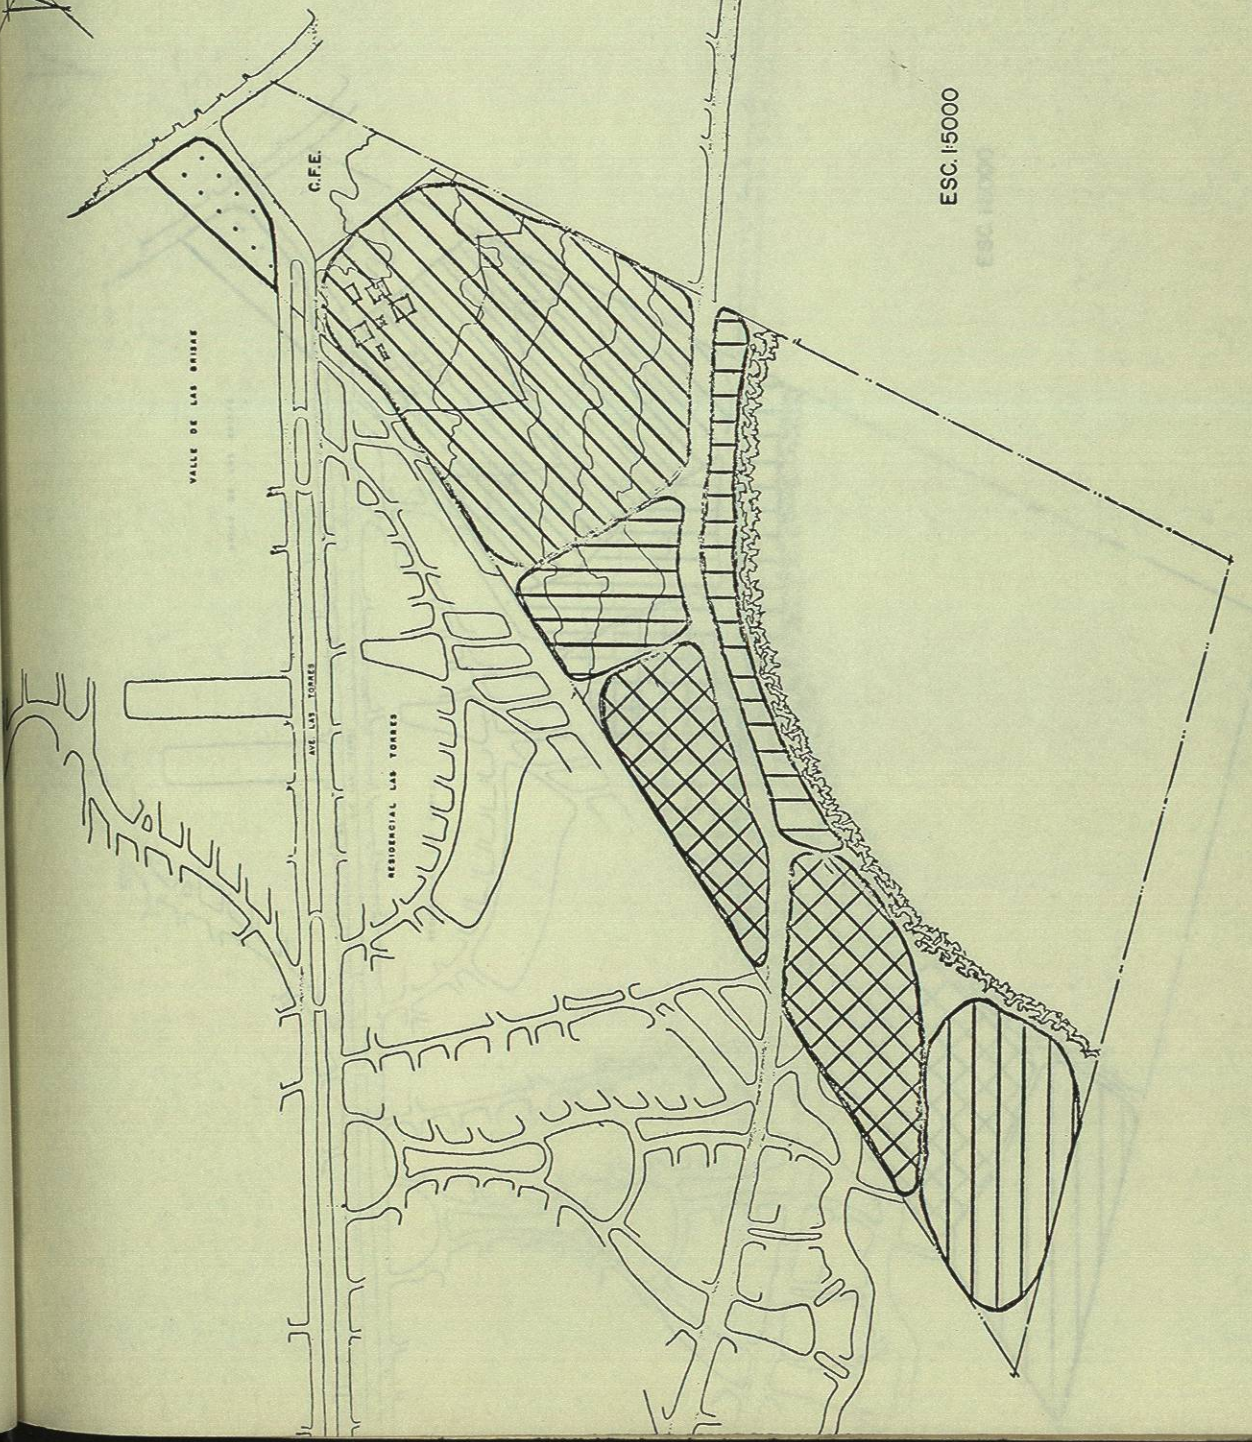 ESC. 1:5000
C.F.E.
VALLE DE LAS BRISAS
AVE. LAS TORRES
RESIDENCIAL LAS TORRES